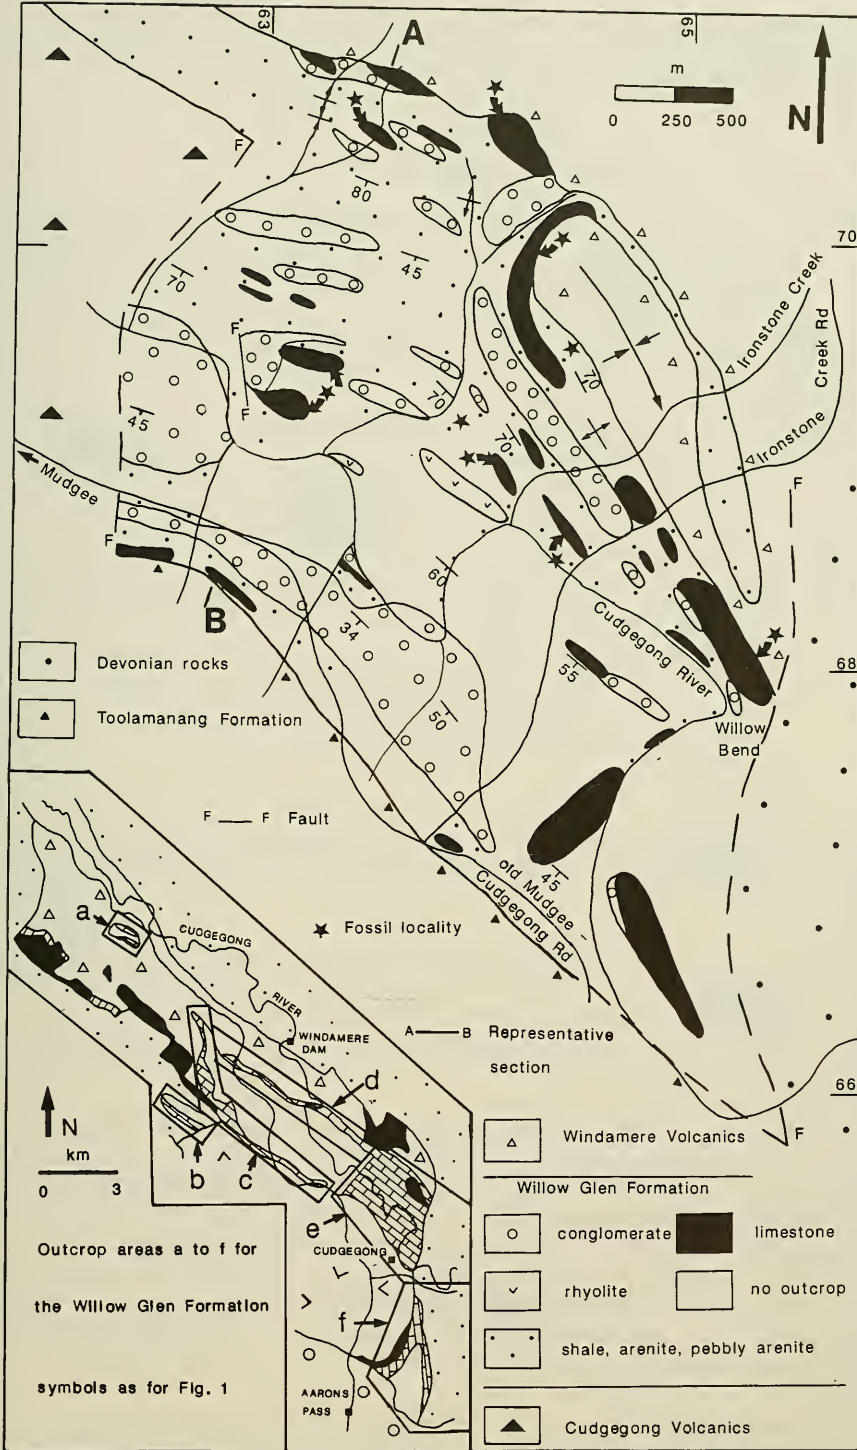 63
65
A
m
0 250 500
N
F
80
45
70
70
Ironstone Creek
Ironstone Creek Rd
F
70
F
45
70
70
Mudgee
F
F
60
B
34
Cudgegong River
55
68
50
Willow
Bend
Devonian rocks
Toolamanang Formation
F — F Fault
45
old Mudgee -
Cudgegong Rd
Fossil locality
A — B Representative
section
66
F
a
CUDGEGONG
RIVER
WINDAMERE
DAM
d
N
km
0 3
b
c
e
CUDGEGONG
f
AARONS
PASS
Outcrop areas a to f for
the Willow Glen Formation
symbols as for Fig. 1
Windamere Volcanics
Willow Glen Formation
conglomerate
limestone
rhyolite
no outcrop
shale, arenite, pebbly arenite
Cudgegong Volcanics